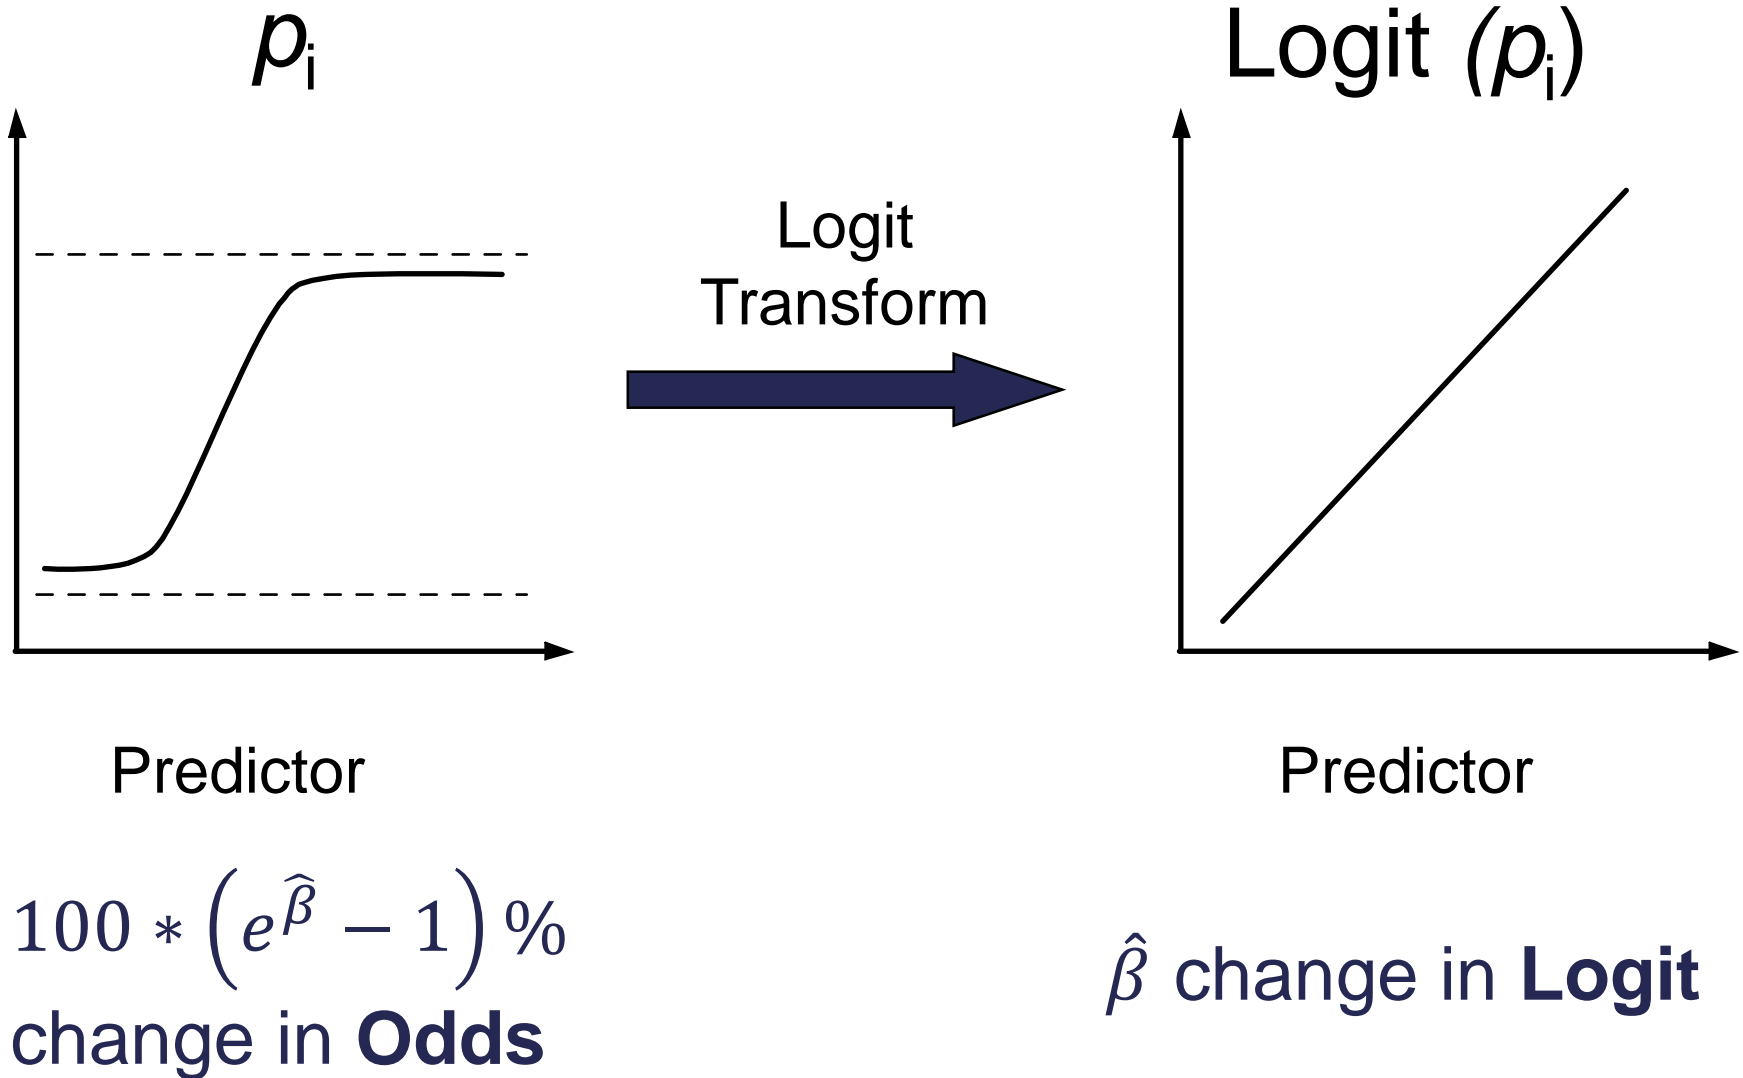 pᵢ
Logit (pᵢ)
Logit
Transform
Predictor
Predictor
100 * (e^β̂ − 1) %
change in Odds
β̂ change in Logit